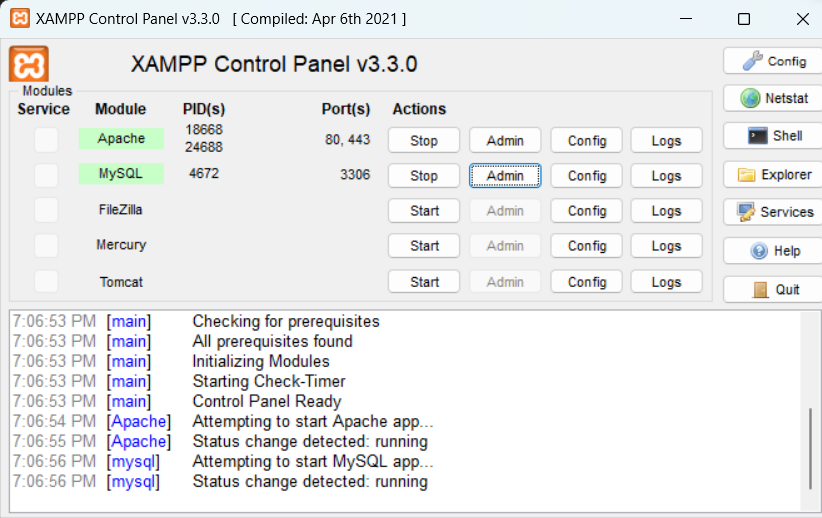 XAMPP Control Panel v3.3.0 [ Compiled: Apr 6th 2021 ]
XAMPP Control Panel v3.3.0
Config
Modules
Service Module PID(s) Port(s) Actions
Netstat
Apache 18668 24688 80, 443 Stop Admin Config Logs
Shell
MySQL 4672 3306 Stop Admin Config Logs
Explorer
FileZilla Start Admin Config Logs
Services
Mercury Start Admin Config Logs
Help
Tomcat Start Admin Config Logs
Quit
7:06:53 PM [main] Checking for prerequisites
7:06:53 PM [main] All prerequisites found
7:06:53 PM [main] Initializing Modules
7:06:53 PM [main] Starting Check-Timer
7:06:53 PM [main] Control Panel Ready
7:06:54 PM [Apache] Attempting to start Apache app...
7:06:55 PM [Apache] Status change detected: running
7:06:56 PM [mysql] Attempting to start MySQL app...
7:06:56 PM [mysql] Status change detected: running